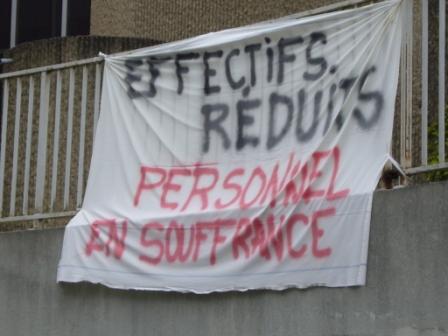 EFFECTIFS
RÉDUITS
PERSONNEL
EN SOUFFRANCE